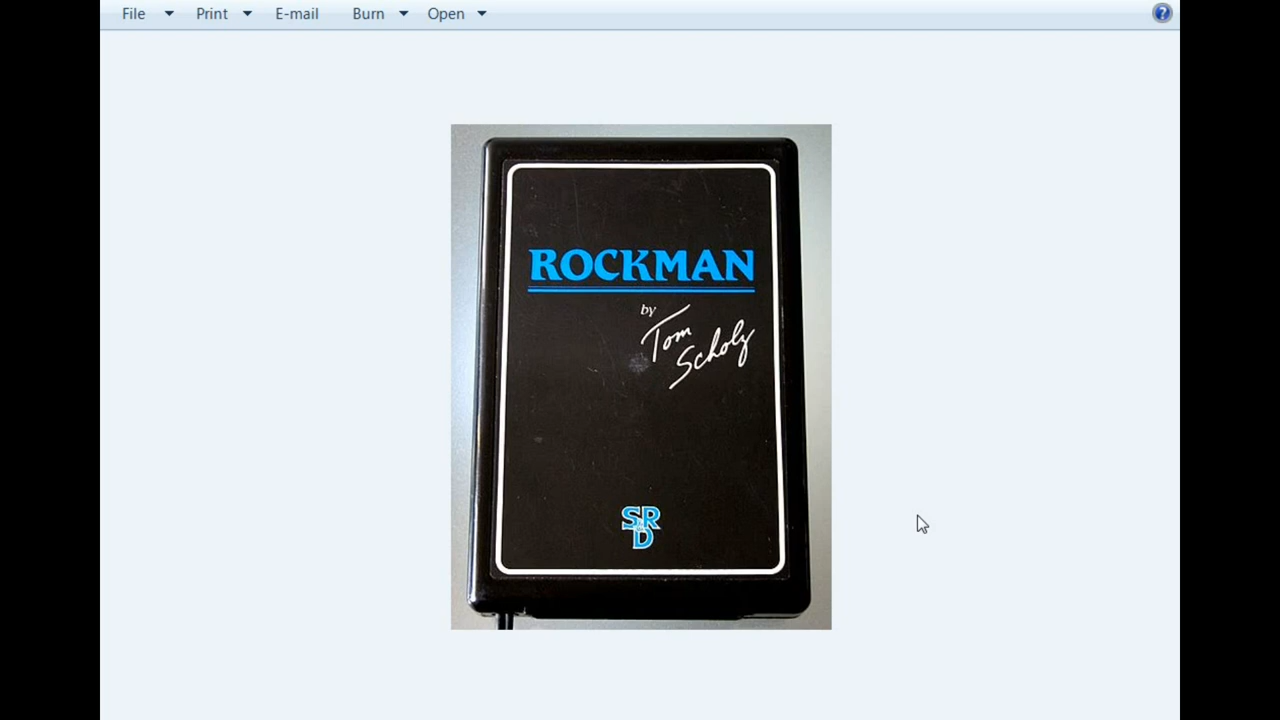 File Print E-mail Burn Open
ROCKMAN
by
Tom
Scholz
SR
&
D